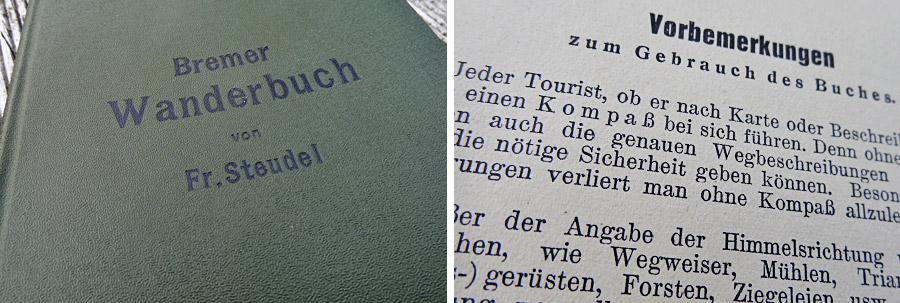 Bremer
Wanderbuch
von
Fr. Steudel
Vorbemerkungen
zum Gebrauch des Buches.
Jeder Tourist, ob er nach Karte oder
einen Kompaß bei sich führen. Denn ohne
auch die genauen Wegbeschreibungen
die nötige Sicherheit geben können.
verliert man ohne Kompaß
der Angabe der Himmelsrichtung
wie Wegweiser, Mühlen,
gerüsten, Forsten, Ziegeleien usw.